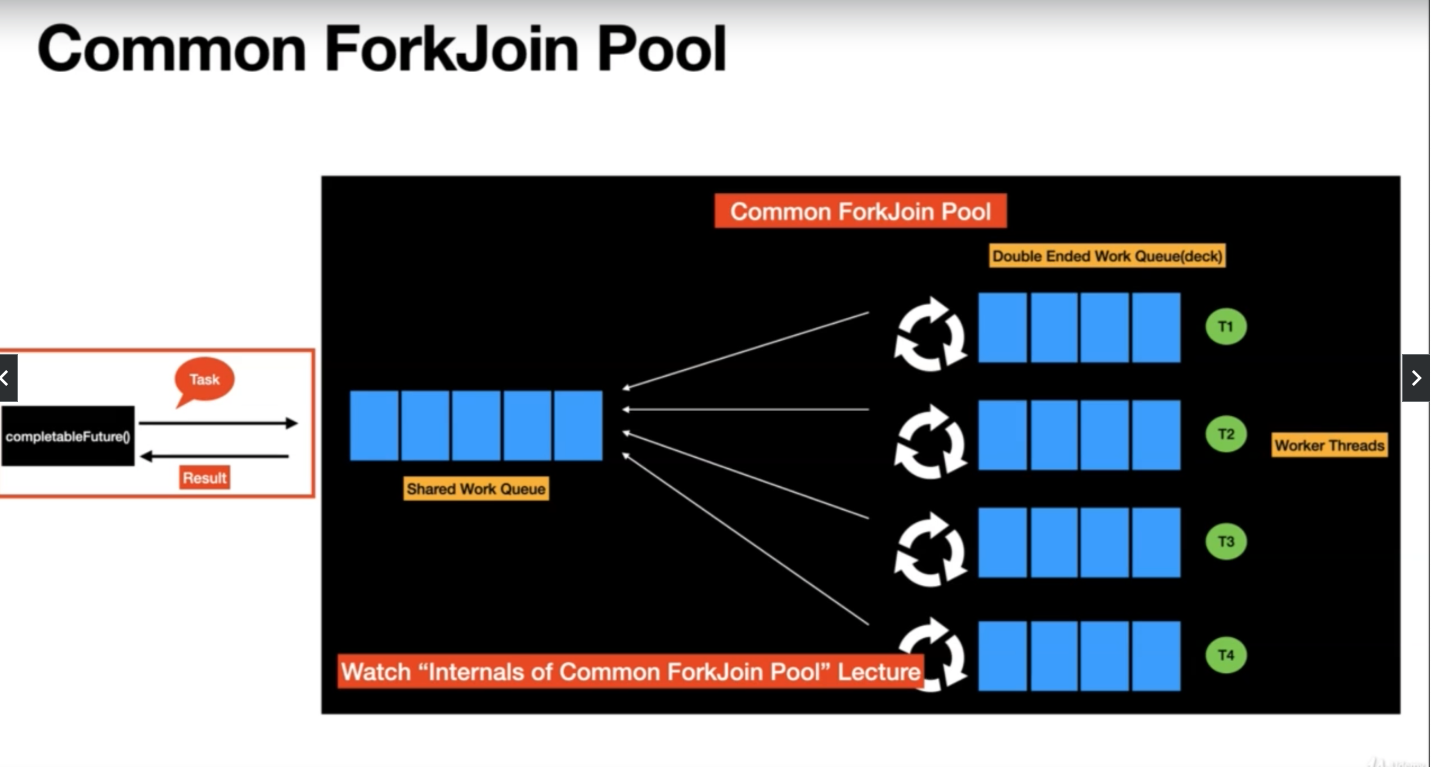 Common ForkJoin Pool
Common ForkJoin Pool
Double Ended Work Queue(deck)
T1
Task
completableFuture()
Result
Shared Work Queue
T2
Worker Threads
T3
T4
Watch “Internals of Common ForkJoin Pool” Lecture